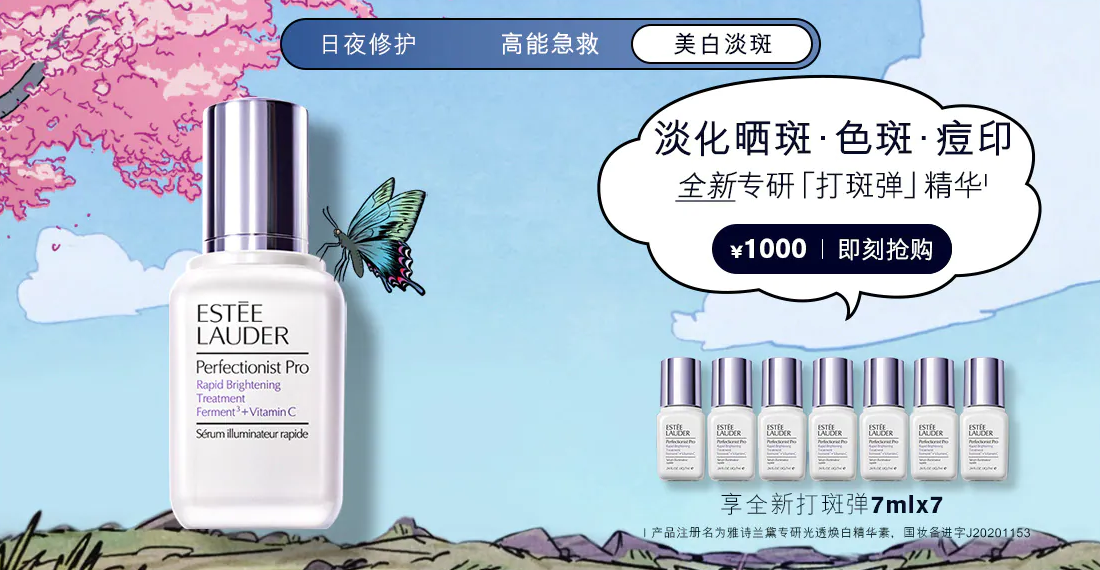 日夜修护
高能急救
美白淡斑
淡化晒斑·色斑·痘印
全新专研「打斑弹」精华¹
¥1000 | 即刻抢购
ESTĒE
LAUDER
Perfectionist Pro
Rapid Brightening
Treatment
Ferment³+Vitamin C
Sérum illuminateur rapide
享全新打斑弹7mlx7
| 产品注册名为雅诗兰黛专研光透焕白精华素，国妆备进字J20201153